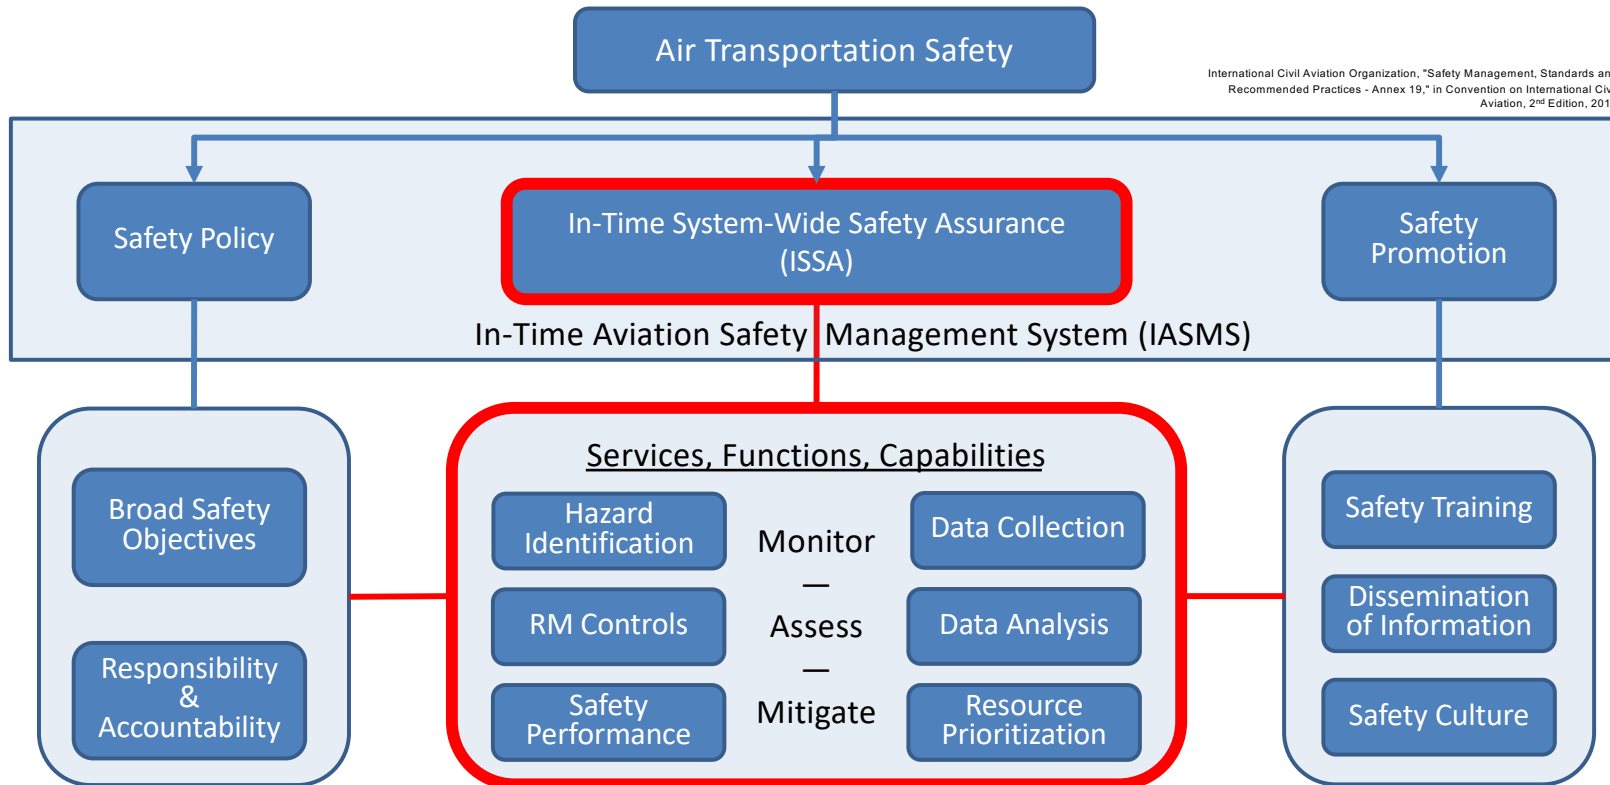 Air Transportation Safety
International Civil Aviation Organization, "Safety Management, Standards an
Recommended Practices - Annex 19," in Convention on International Civ
Aviation, 2nd Edition, 201
Safety Policy
In-Time System-Wide Safety Assurance
(ISSA)
Safety
Promotion
In-Time Aviation Safety Management System (IASMS)
Broad Safety
Objectives
Responsibility
&
Accountability
Services, Functions, Capabilities
Hazard
Identification
Monitor
Data Collection
—
RM Controls
Assess
Data Analysis
—
Safety
Performance
Mitigate
Resource
Prioritization
Safety Training
Dissemination
of Information
Safety Culture